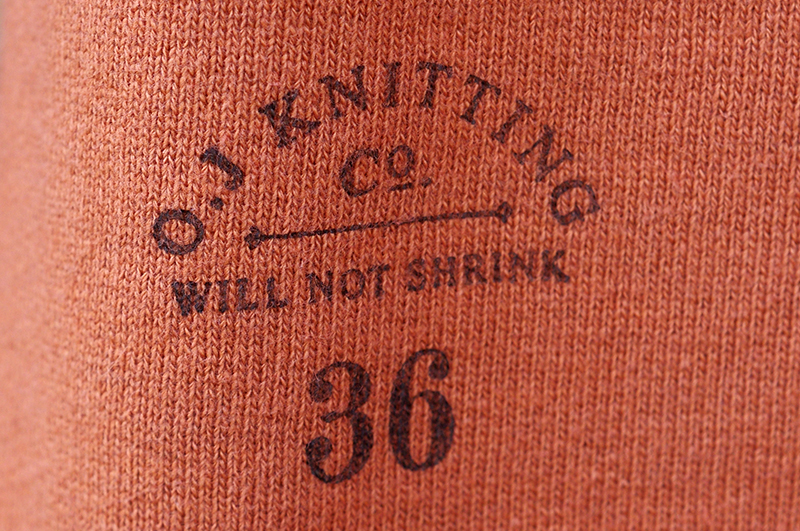 O.J KNITTING
Co.
WILL NOT SHRINK
36